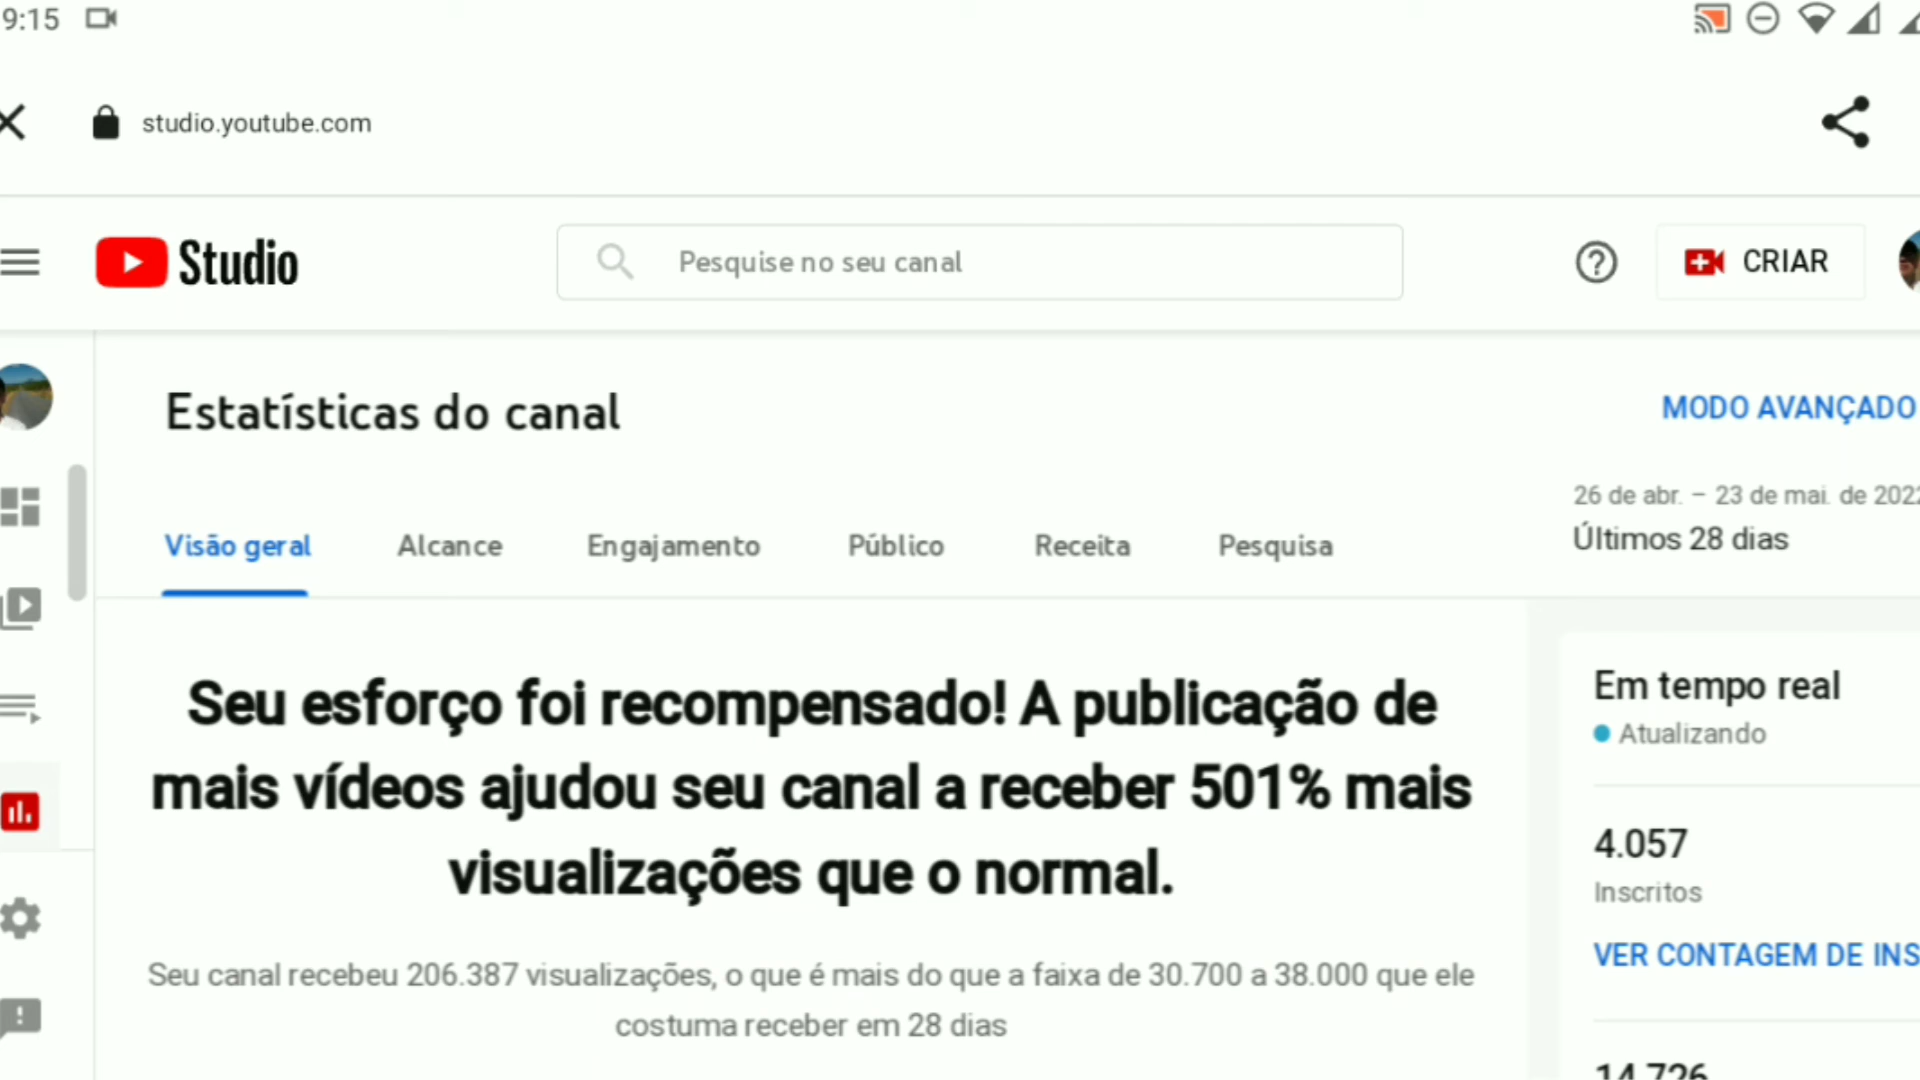 9:15
studio.youtube.com
Studio
Pesquise no seu canal
CRIAR
Estatísticas do canal
MODO AVANÇADO
26 de abr. – 23 de mai. de 2022
Últimos 28 dias
Visão geral
Alcance
Engajamento
Público
Receita
Pesquisa
Seu esforço foi recompensado! A publicação de
mais vídeos ajudou seu canal a receber 501% mais
visualizações que o normal.
Seu canal recebeu 206.387 visualizações, o que é mais do que a faixa de 30.700 a 38.000 que ele
costuma receber em 28 dias
Em tempo real
Atualizando
4.057
Inscritos
VER CONTAGEM DE INS
14.726